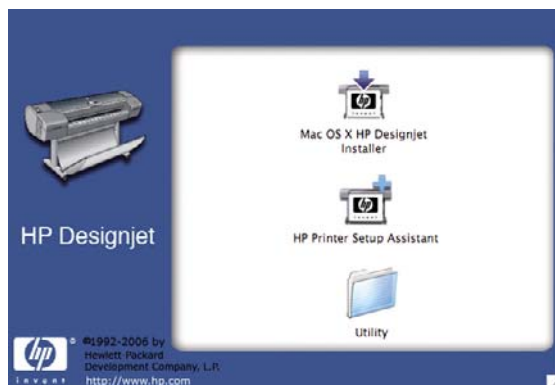 Mac OS X HP Designjet
Installer
HP Printer Setup Assistant
Utility
HP Designjet
hp
invent
®
©1992-2006 by
Hewlett-Packard
Development Company, L.P.
http://www.hp.com